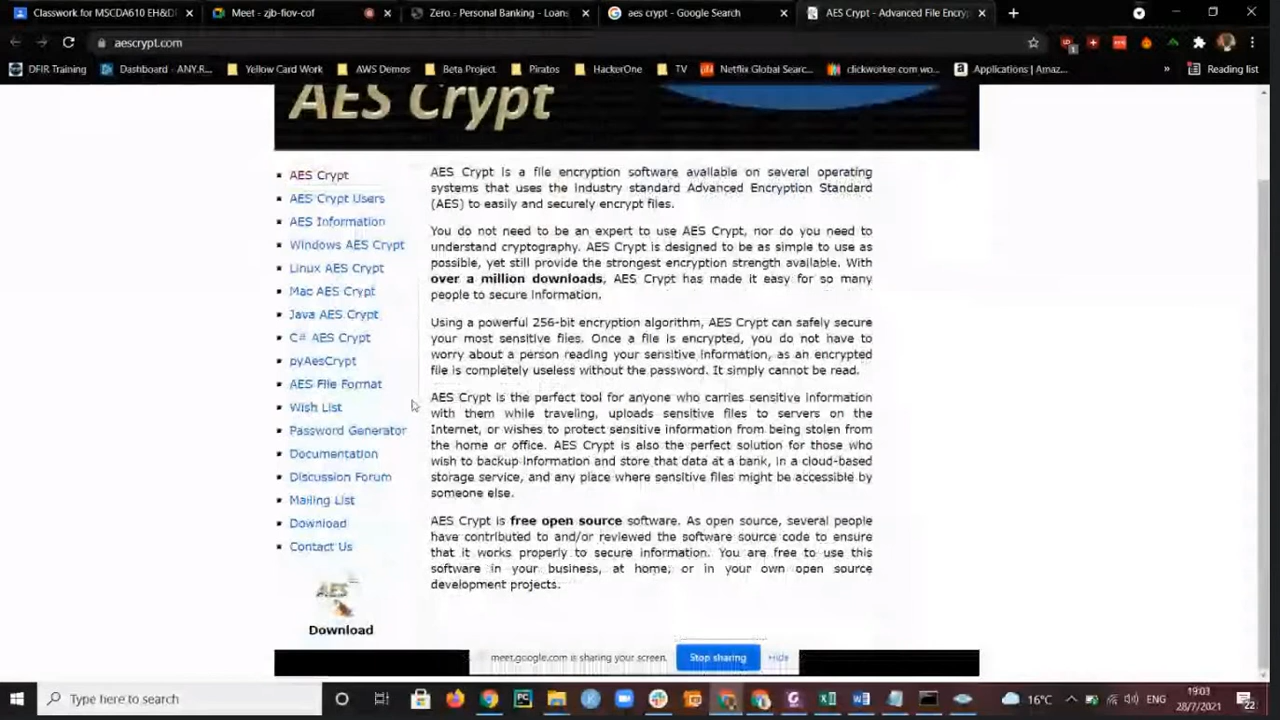 Classwork for MSCDA610 EH&D
Meet - zjb-fiov-cof
Zero - Personal Banking - Loans
aes crypt - Google Search
AES Crypt - Advanced File Encry
aescrypt.com
DFIR Training
Dashboard - ANY.R...
Yellow Card Work
AWS Demos
Beta Project
Piratos
HackerOne
TV
Netflix Global Searc...
clickworker.com wo...
Applications | Amaz...
»
Reading list
AES Crypt
AES Crypt
AES Crypt Users
AES Information
Windows AES Crypt
Linux AES Crypt
Mac AES Crypt
Java AES Crypt
C# AES Crypt
pyAesCrypt
AES File Format
Wish List
Password Generator
Documentation
Discussion Forum
Mailing List
Download
Contact Us
AES
Download
AES Crypt is a file encryption software available on several operating
systems that uses the industry standard Advanced Encryption Standard
(AES) to easily and securely encrypt files.
You do not need to be an expert to use AES Crypt, nor do you need to
understand cryptography. AES Crypt is designed to be as simple to use as
possible, yet still provide the strongest encryption strength available. With
over a million downloads, AES Crypt has made it easy for so many
people to secure information.
Using a powerful 256-bit encryption algorithm, AES Crypt can safely secure
your most sensitive files. Once a file is encrypted, you do not have to
worry about a person reading your sensitive information, as an encrypted
file is completely useless without the password. It simply cannot be read.
AES Crypt is the perfect tool for anyone who carries sensitive information
with them while traveling, uploads sensitive files to servers on the
Internet, or wishes to protect sensitive information from being stolen from
the home or office. AES Crypt is also the perfect solution for those who
wish to backup information and store that data at a bank, in a cloud-based
storage service, and any place where sensitive files might be accessible by
someone else.
AES Crypt is free open source software. As open source, several people
have contributed to and/or reviewed the software source code to ensure
that it works properly to secure information. You are free to use this
software in your business, at home, or in your own open source
development projects.
meet.google.com is sharing your screen.
Stop sharing
Hide
Type here to search
16°C
ENG
19:03
28/7/2021
22